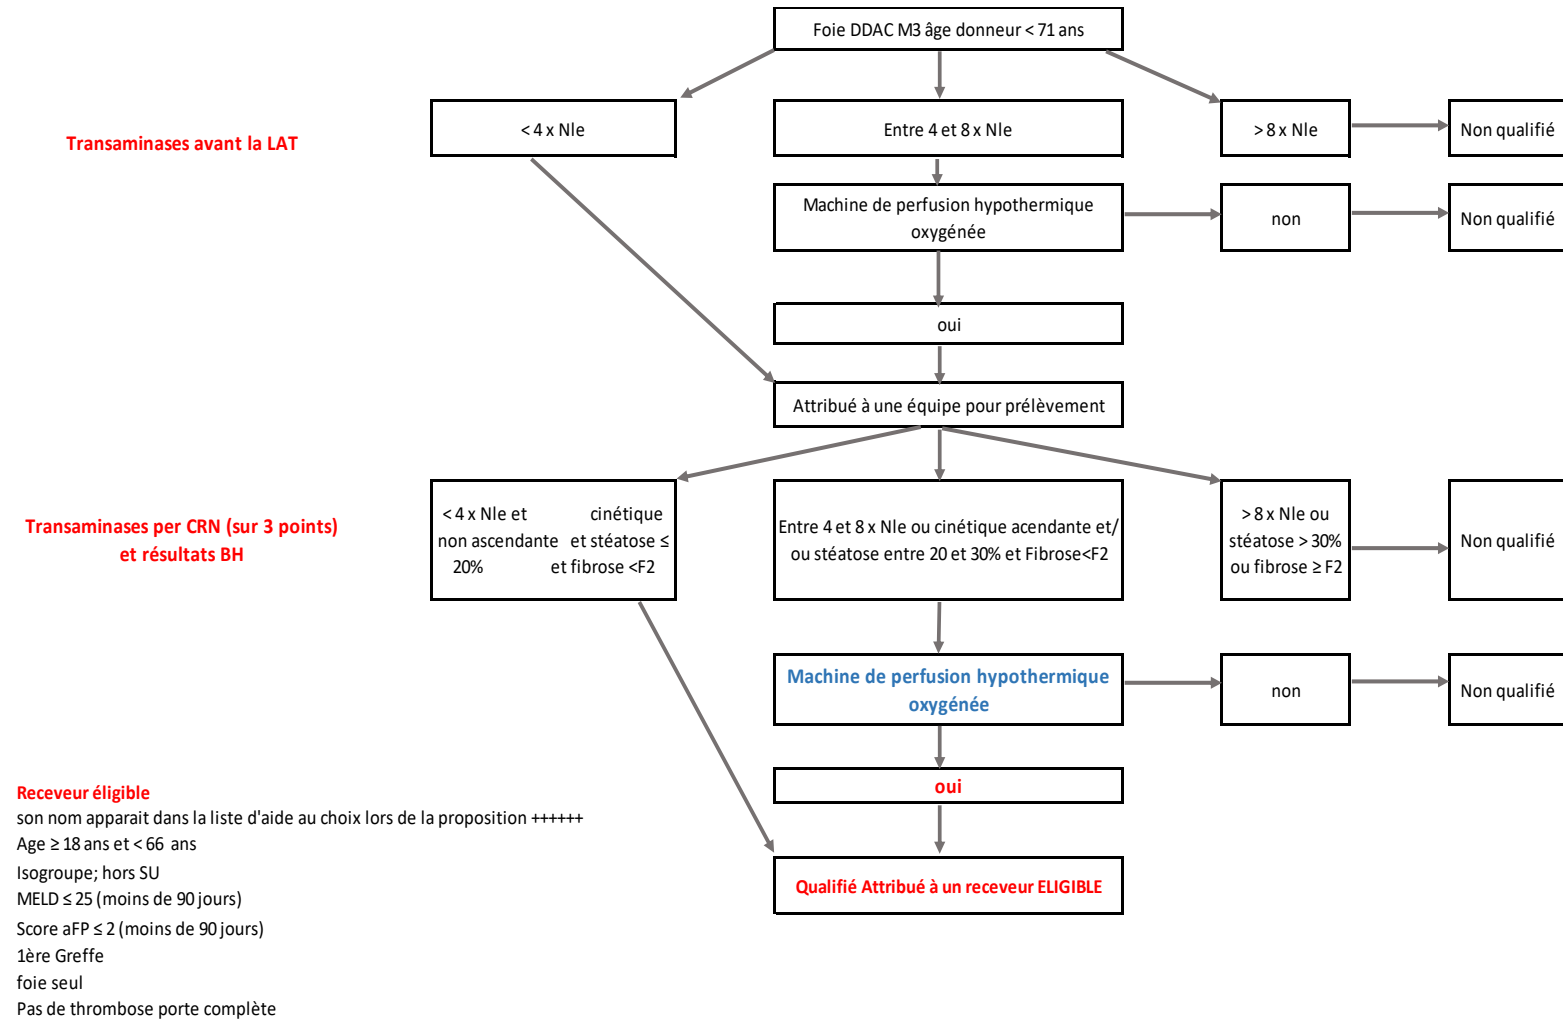 Foie DDAC M3 âge donneur < 71 ans
Transaminases avant la LAT
< 4 x Nle
Entre 4 et 8 x Nle
> 8 x Nle
Non qualifié
Machine de perfusion hypothermique
oxygénée
non
Non qualifié
oui
Attribué à une équipe pour prélèvement
Transaminases per CRN (sur 3 points)
et résultats BH
< 4 x Nle et cinétique
non ascendante et stéatose ≤
20% et fibrose <F2
Entre 4 et 8 x Nle ou cinétique acendante et/
ou stéatose entre 20 et 30% et Fibrose<F2
> 8 x Nle ou
stéatose > 30%
ou fibrose ≥ F2
Non qualifié
Machine de perfusion hypothermique
oxygénée
non
Non qualifié
oui
Qualifié Attribué à un receveur ELIGIBLE
Receveur éligible
son nom apparait dans la liste d'aide au choix lors de la proposition ++++++
Age ≥ 18 ans et < 66 ans
Isogroupe; hors SU
MELD ≤ 25 (moins de 90 jours)
Score aFP ≤ 2 (moins de 90 jours)
1ère Greffe
foie seul
Pas de thrombose porte complète